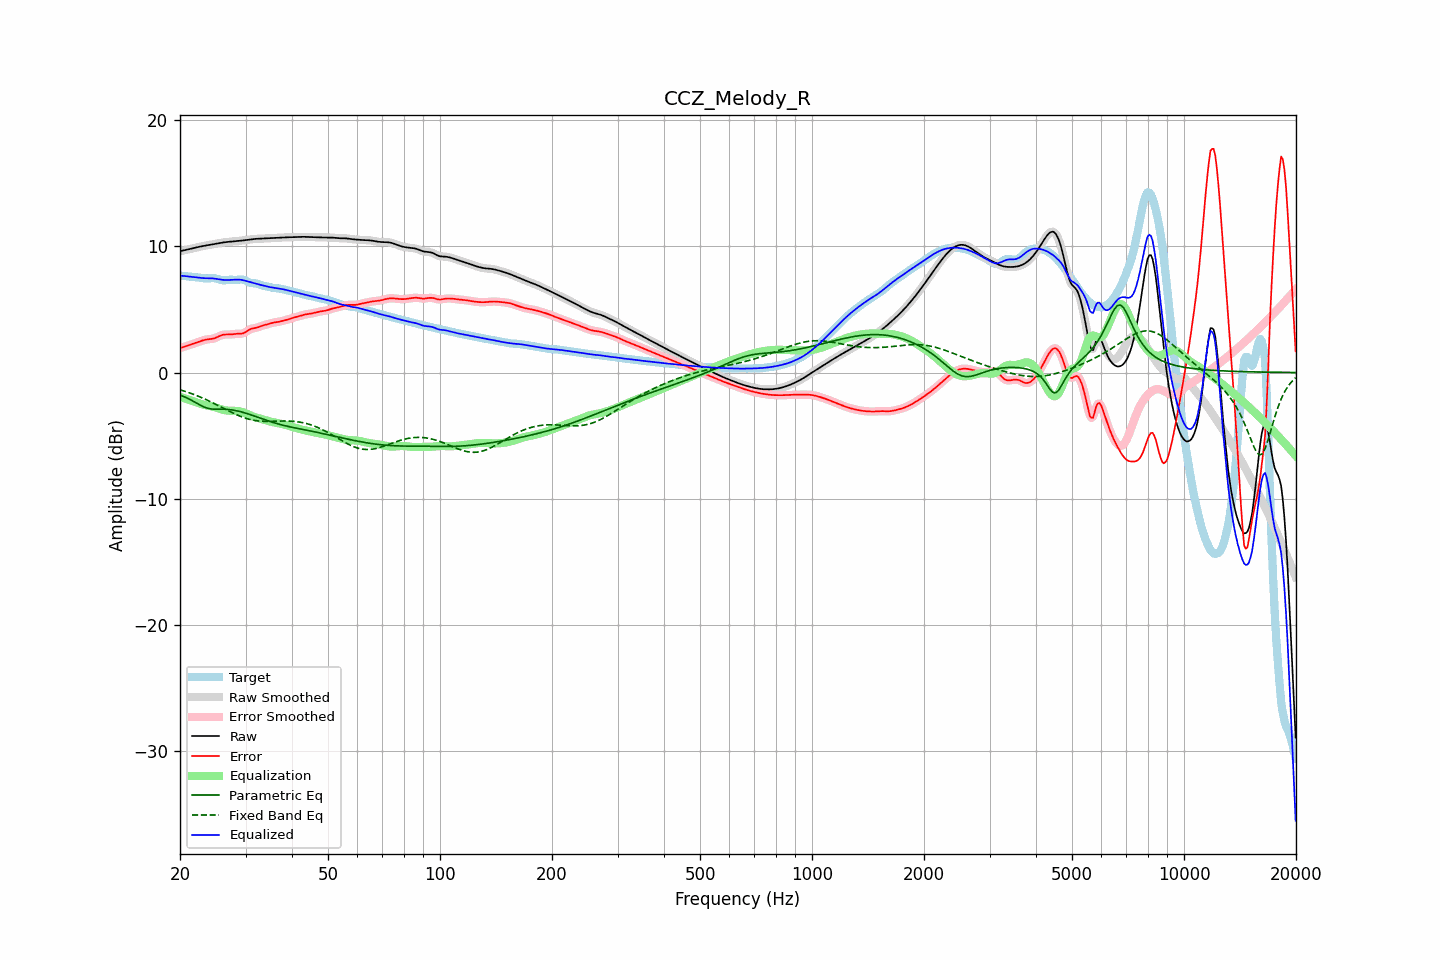 CCZ_Melody_R
20
10
0
−10
−20
−30
Amplitude (dBr)
Target
Raw Smoothed
Error Smoothed
Raw
Error
Equalization
Parametric Eq
Fixed Band Eq
Equalized
20 50 100 200 500 1000 2000 5000 10000 20000
Frequency (Hz)